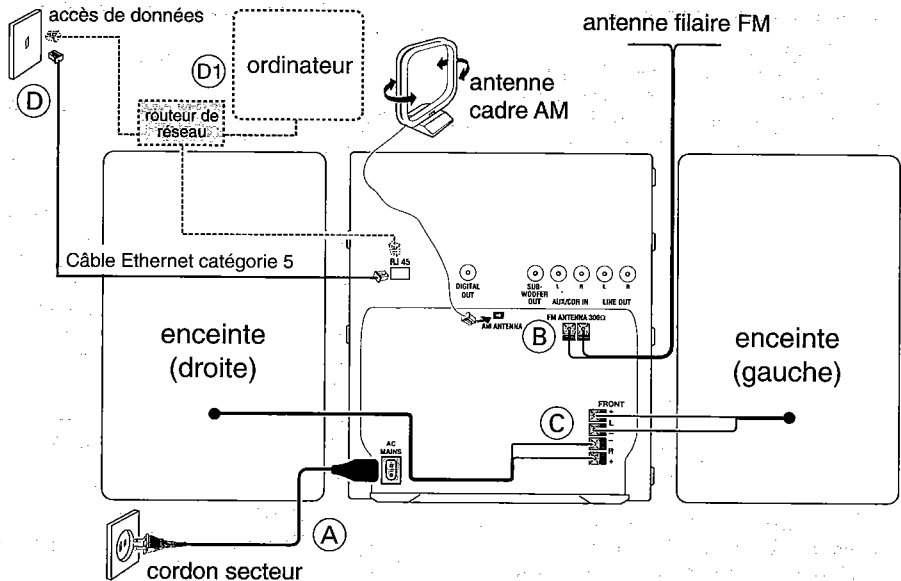 accès de données
D
D1
ordinateur
routeur de
réseau
antenne
cadre AM
antenne filaire FM
Câble Ethernet catégorie 5
RJ 45
DIGITAL
OUT
SUB-
WOOFER
OUT
L
R
AUX/CDR IN
L
R
LINE OUT
AM ANTENNA
FM ANTENNA 300Ω
B
enceinte
(droite)
enceinte
(gauche)
C
FRONT
+
L
–
–
R
+
AC
MAINS
A
cordon secteur